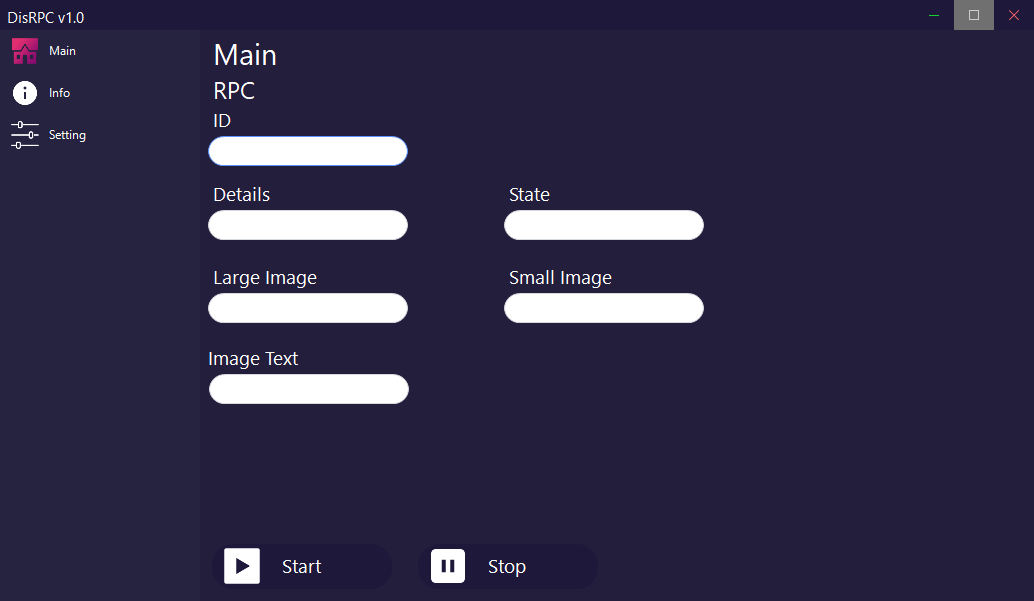 DisRPC v1.0
Main
Info
Setting
Main
RPC
ID
Details
State
Large Image
Small Image
Image Text
Start
Stop